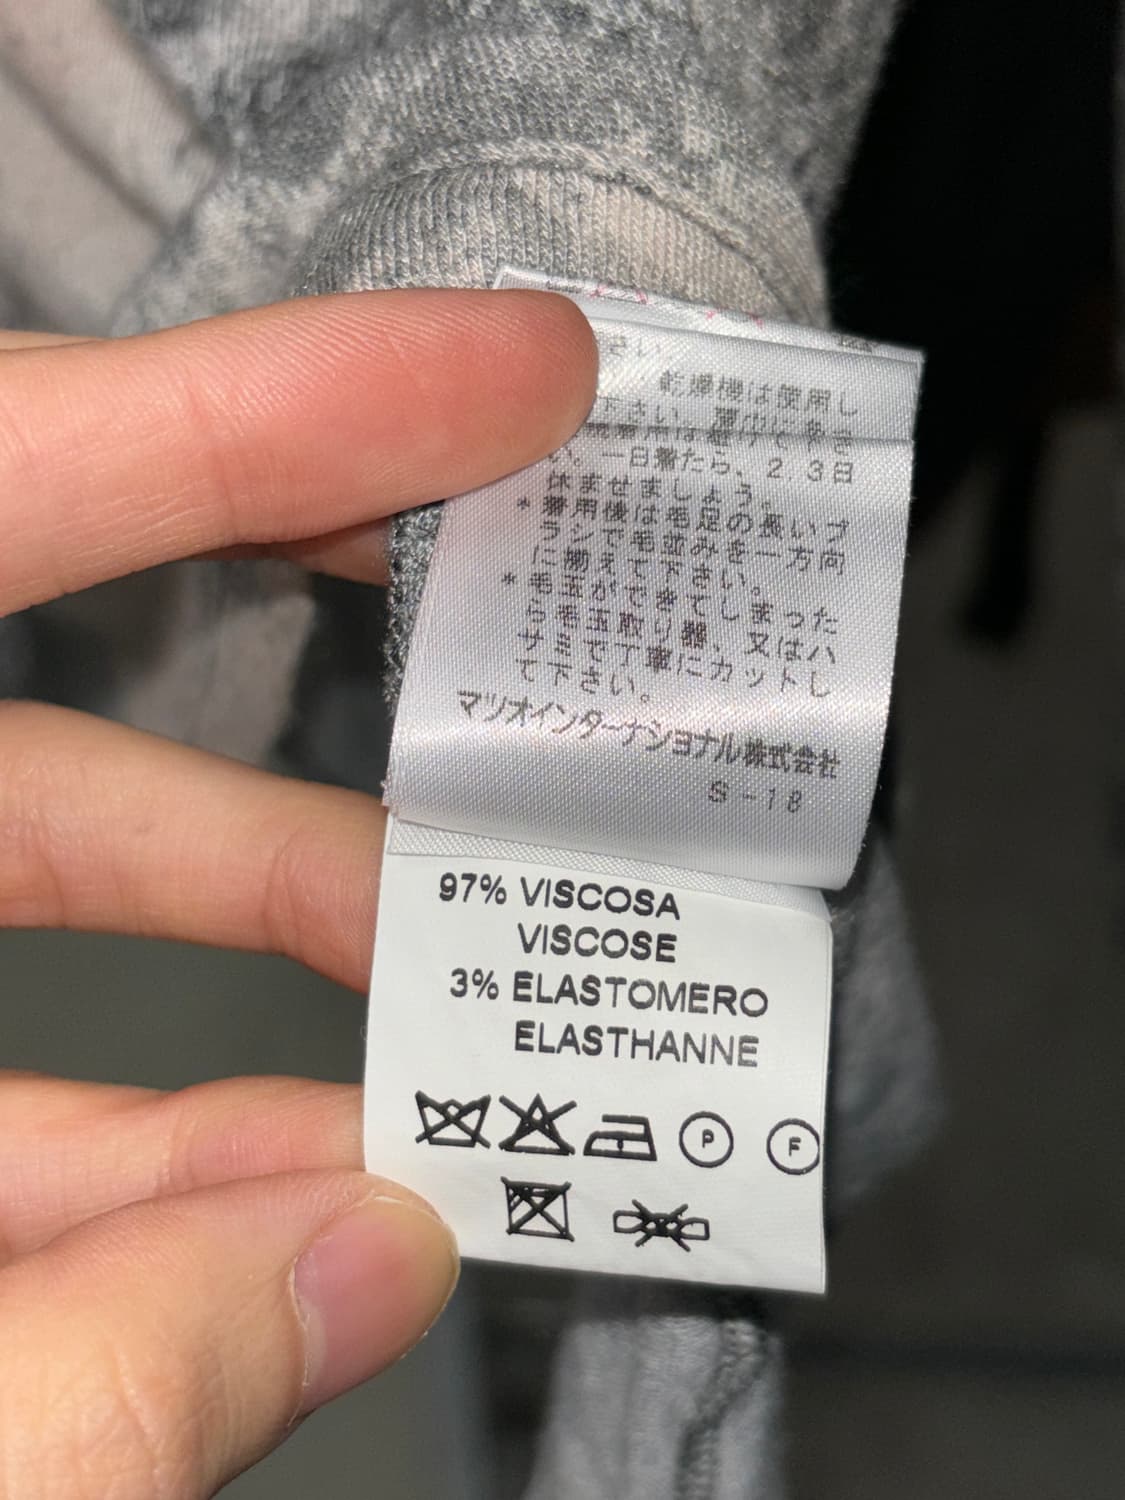 さい
乾燥機は使用し
下さい。
い。一日着たら、2.3日
休ませましょう。
*着用後は毛足の長いブ
ラシで毛並みを一方向
に揃えて下さい。
*毛玉ができてしまった
ら毛玉取り器、又はハ
サミで丁寧にカットし
て下さい。
マツオインターナショナル株式会社
S-18
97% VISCOSA
VISCOSE
3% ELASTOMERO
ELASTHANNE
P F